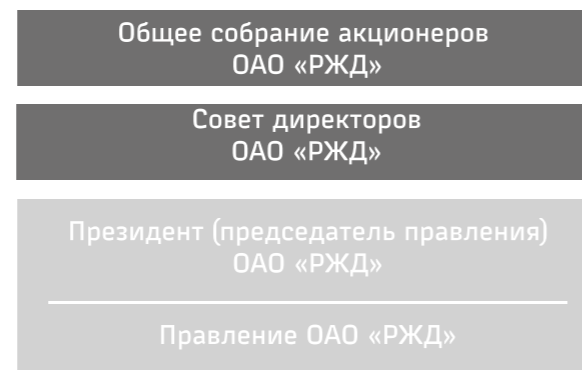 Общее собрание акционеров
ОАО «РЖД»
Совет директоров
ОАО «РЖД»
Президент (председатель правления)
ОАО «РЖД»
Правление ОАО «РЖД»